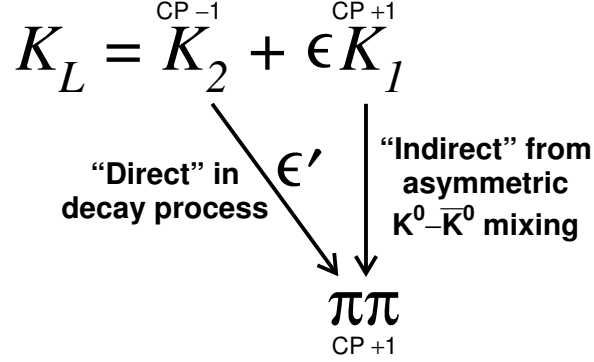 CP −1 CP +1
K_L = K_2 + ϵK_1
“Direct” in
decay process
ϵ′
“Indirect” from
asymmetric
K⁰–K̅⁰ mixing
ππ
CP +1